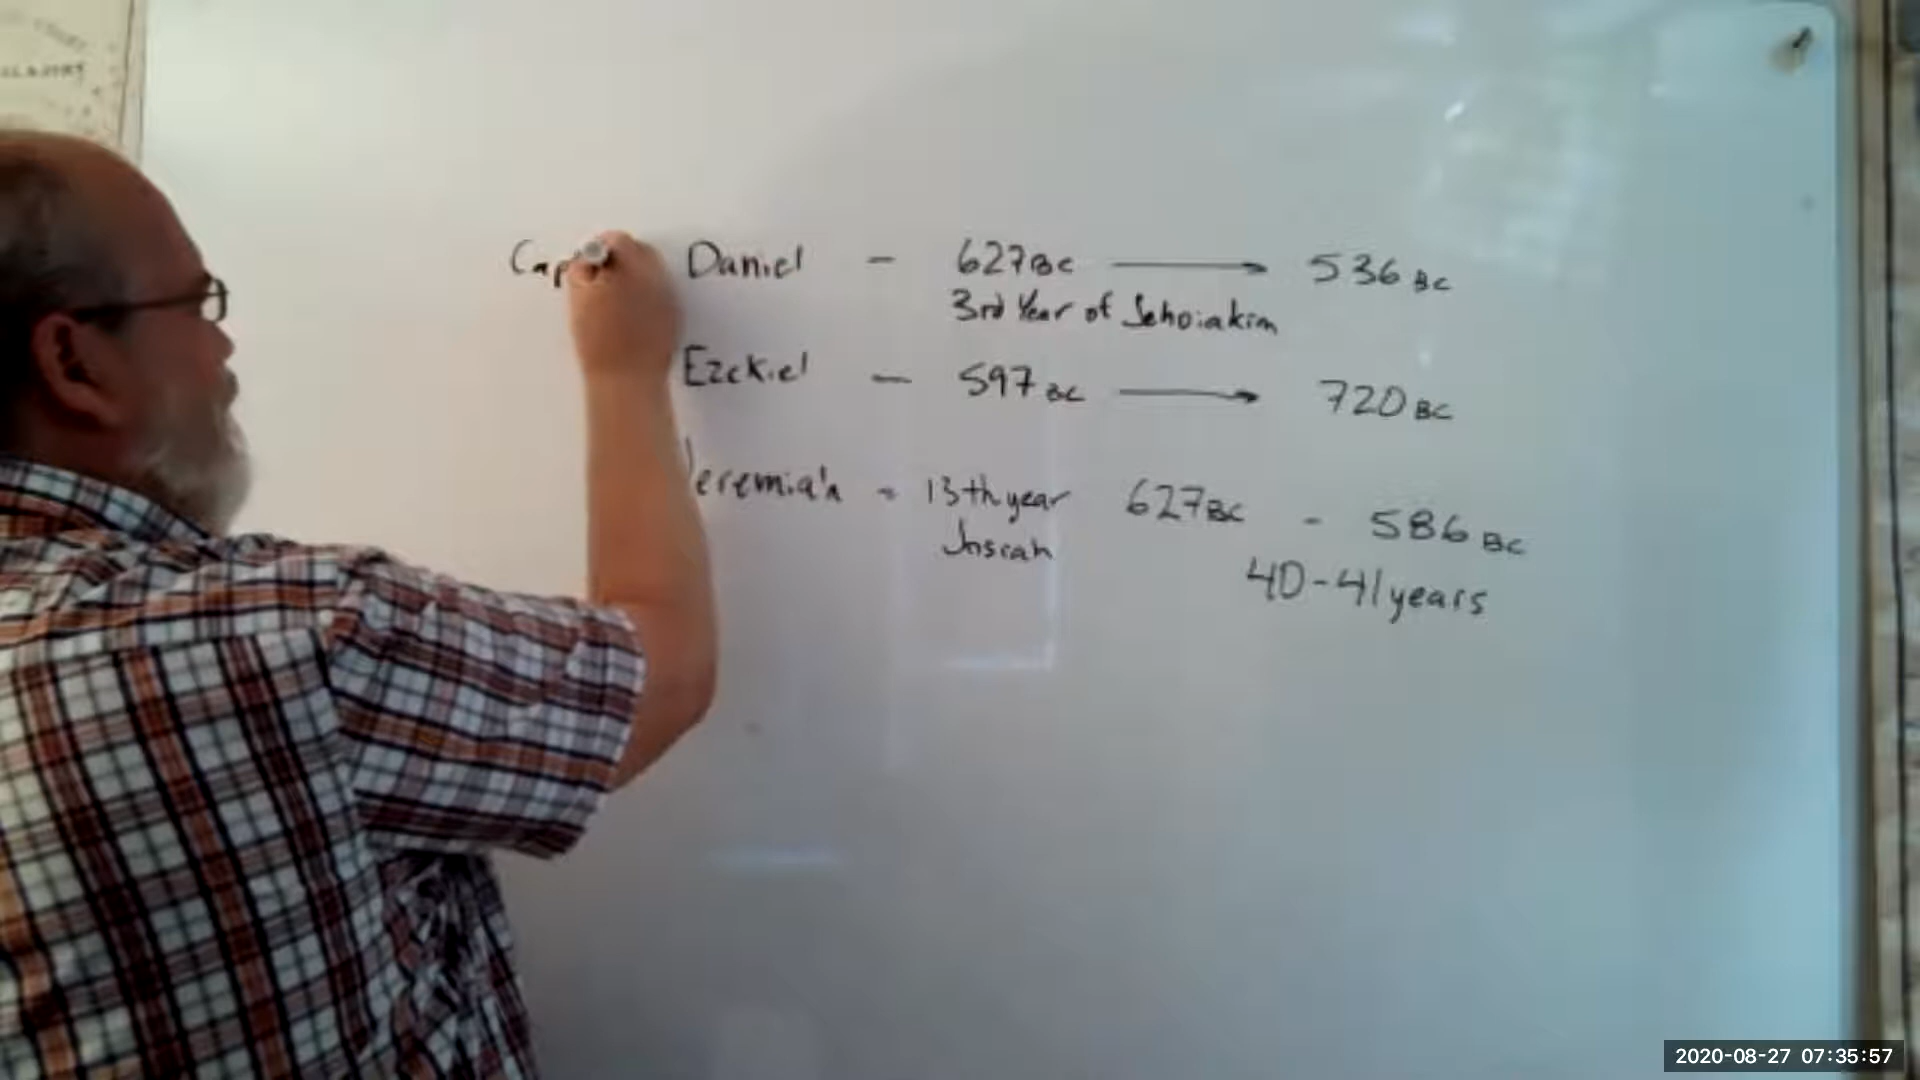 Cap Daniel - 627BC → 536 BC
3rd Year of Jehoiakim
Ezekiel - 597 BC → 720 BC
Jeremiah - 13th year 627BC - 586 BC
Josiah
40-41 years
2020-08-27 07:35:57